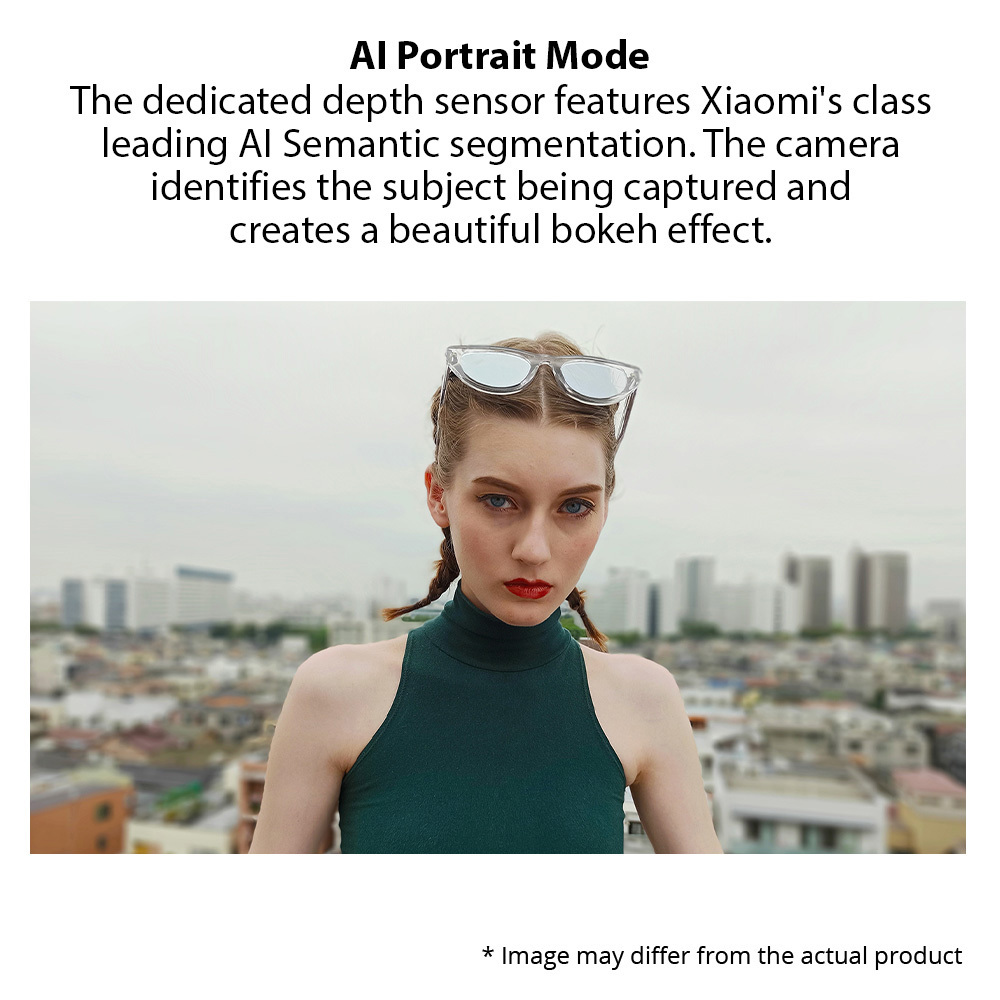 AI Portrait Mode
The dedicated depth sensor features Xiaomi's class
leading AI Semantic segmentation. The camera
identifies the subject being captured and
creates a beautiful bokeh effect.
* Image may differ from the actual product